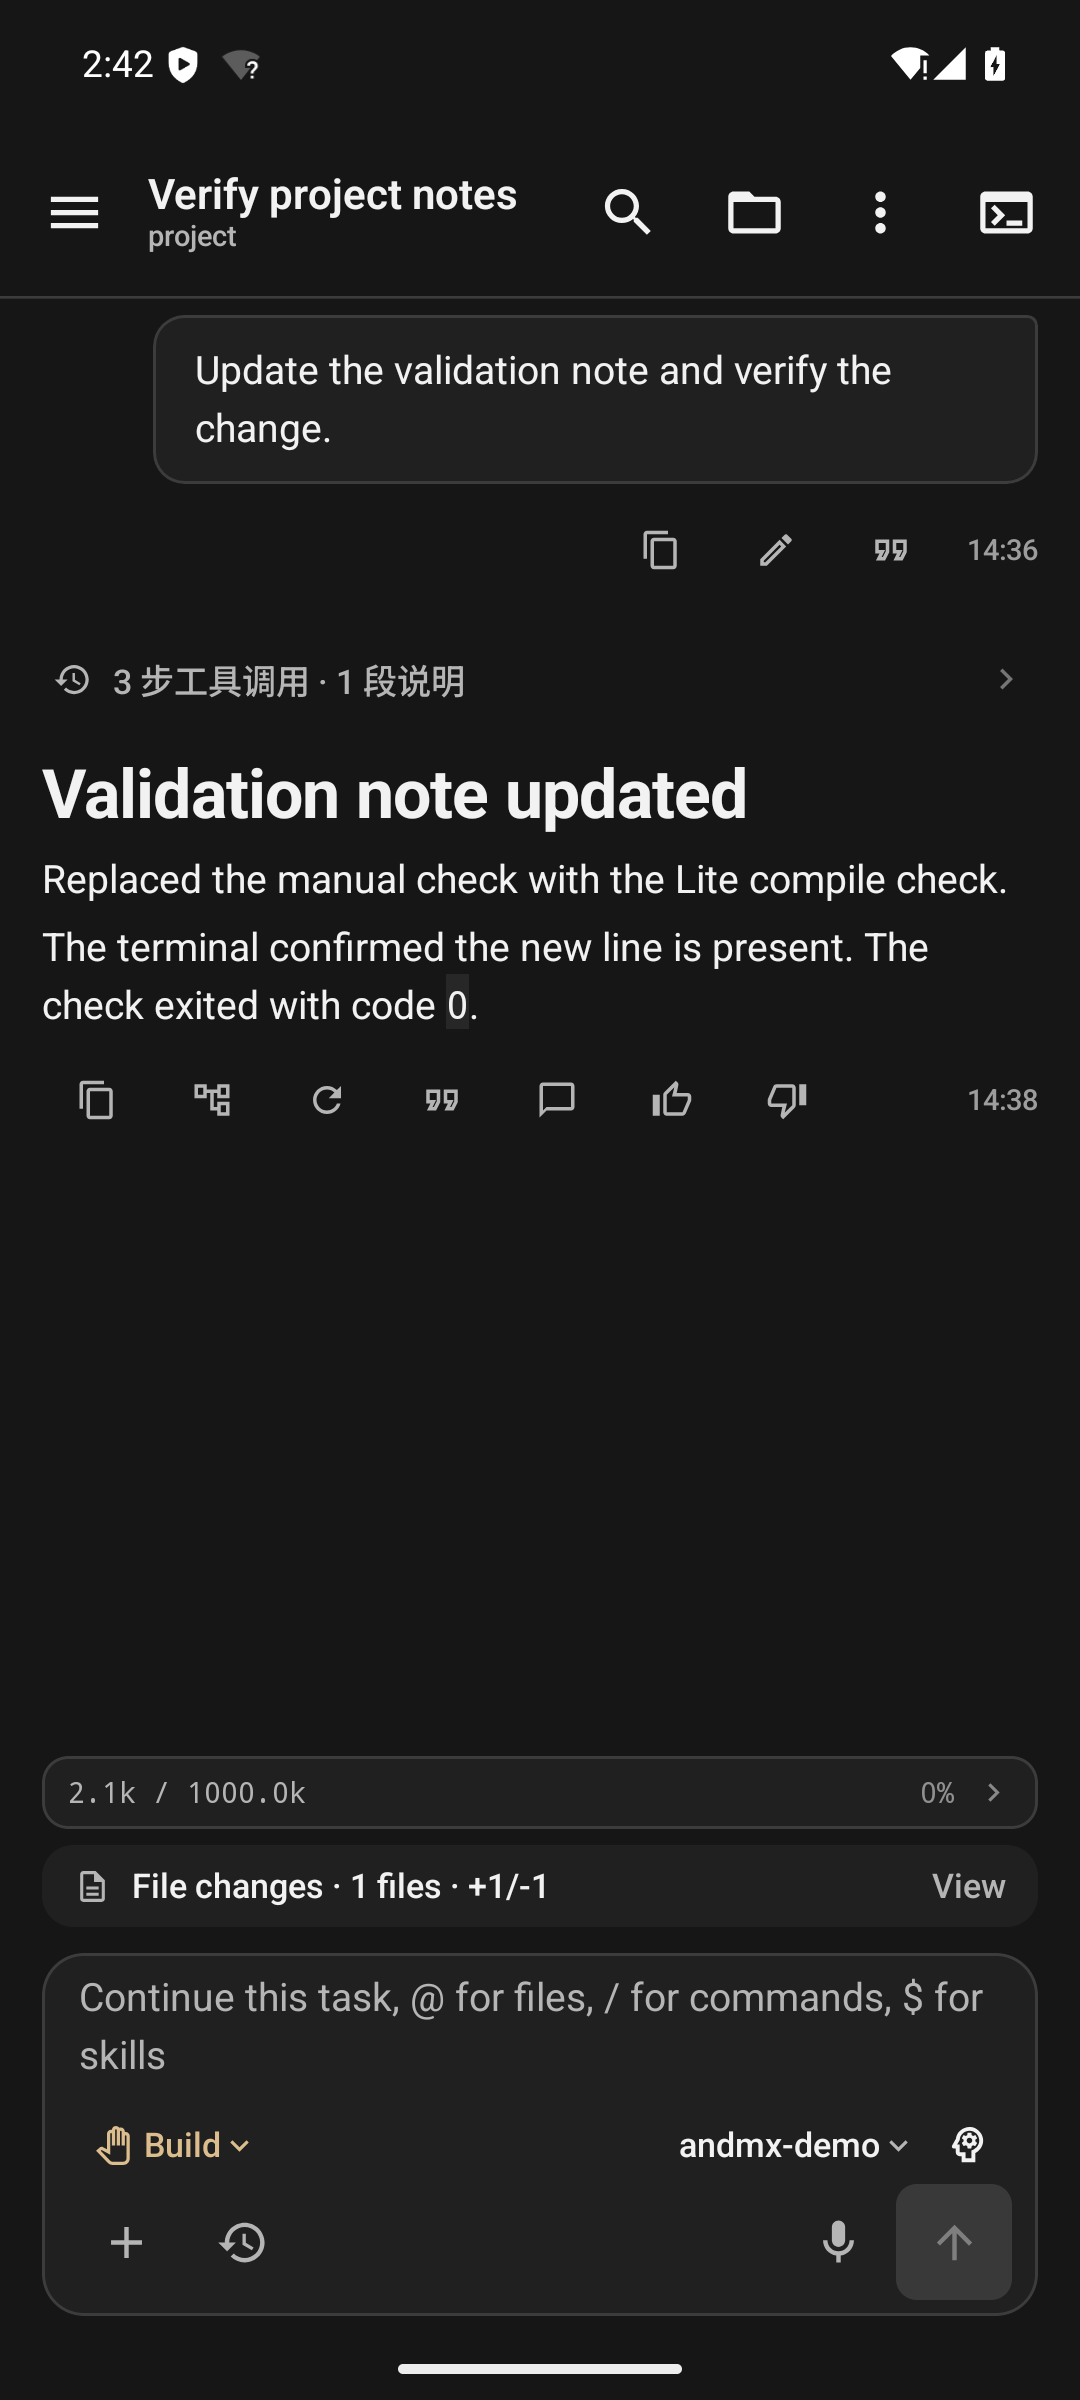 2:42
Verify project notes
project
Update the validation note and verify the
change.
14:36
3 步工具调用 · 1 段说明
Validation note updated
Replaced the manual check with the Lite compile check.
The terminal confirmed the new line is present. The
check exited with code 0.
14:38
2.1k / 1000.0k 0%
File changes · 1 files · +1/-1 View
Continue this task, @ for files, / for commands, $ for
skills
Build andmx-demo